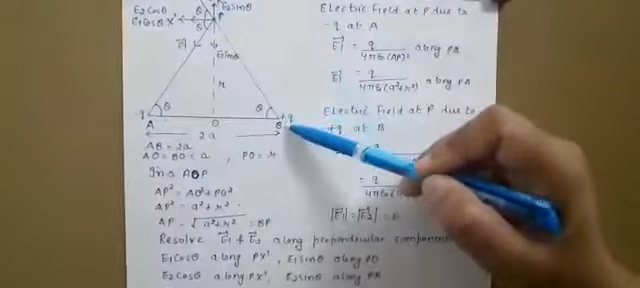 E₂cosθ
E₂sinθ
E₁cosθ X' θ P
θ
E₁
E₁sinθ
r
q θ θ +q
A O B
2a
AB = 2a
AO = BO = a , PO = r
In a AOP
AP² = AO² + PO²
AP² = a² + r²
AP = √a² + r² = BP
Resolve E₁ & E₂ along perpendicular component
E₁cosθ along PX' , E₁sinθ along PO
E₂cosθ along PX' , E₂sinθ along PR
Electric Field at P due to
-q at A
E₁ = q / 4πε₀(AP)² along PA
E₁ = q / 4πε₀(a²+r²) along PA
Electric Field at P due to
+q at B
= q
|E₁| = |E₂| = E